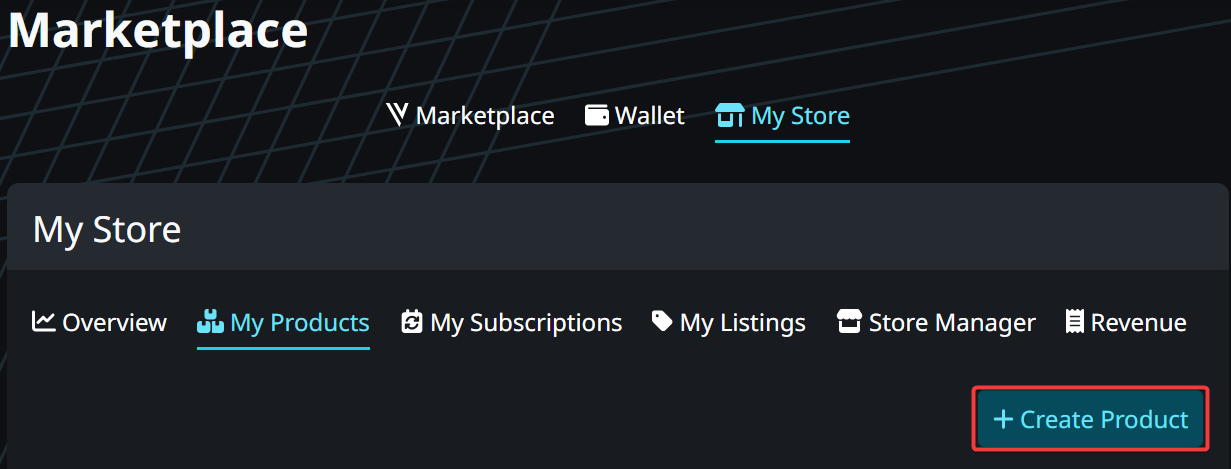 Marketplace
Marketplace Wallet My Store
My Store
Overview My Products My Subscriptions My Listings Store Manager Revenue
+ Create Product